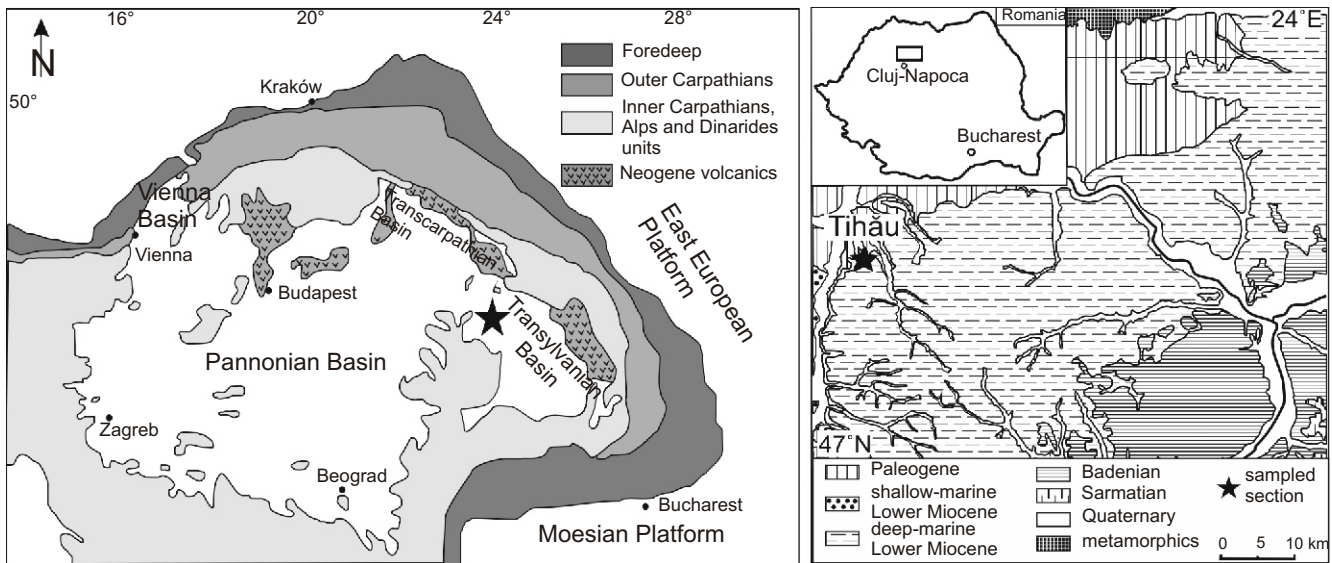 16°
20°
24°
28°
N
50°
Foredeep
Outer Carpathians
Inner Carpathians,
Alps and Dinarides
units
Neogene volcanics
Kraków
Vienna
Basin
Vienna
Transcarpathian
Basin
Budapest
East European
Platform
Transylvanian
Basin
Pannonian Basin
Zagreb
Beograd
Bucharest
Moesian Platform
Romania
24°E
Cluj-Napoca
Bucharest
Tihău
47°N
Paleogene
shallow-marine
Lower Miocene
deep-marine
Lower Miocene
Badenian
Sarmatian
Quaternary
metamorphics
sampled
section
0 5 10 km